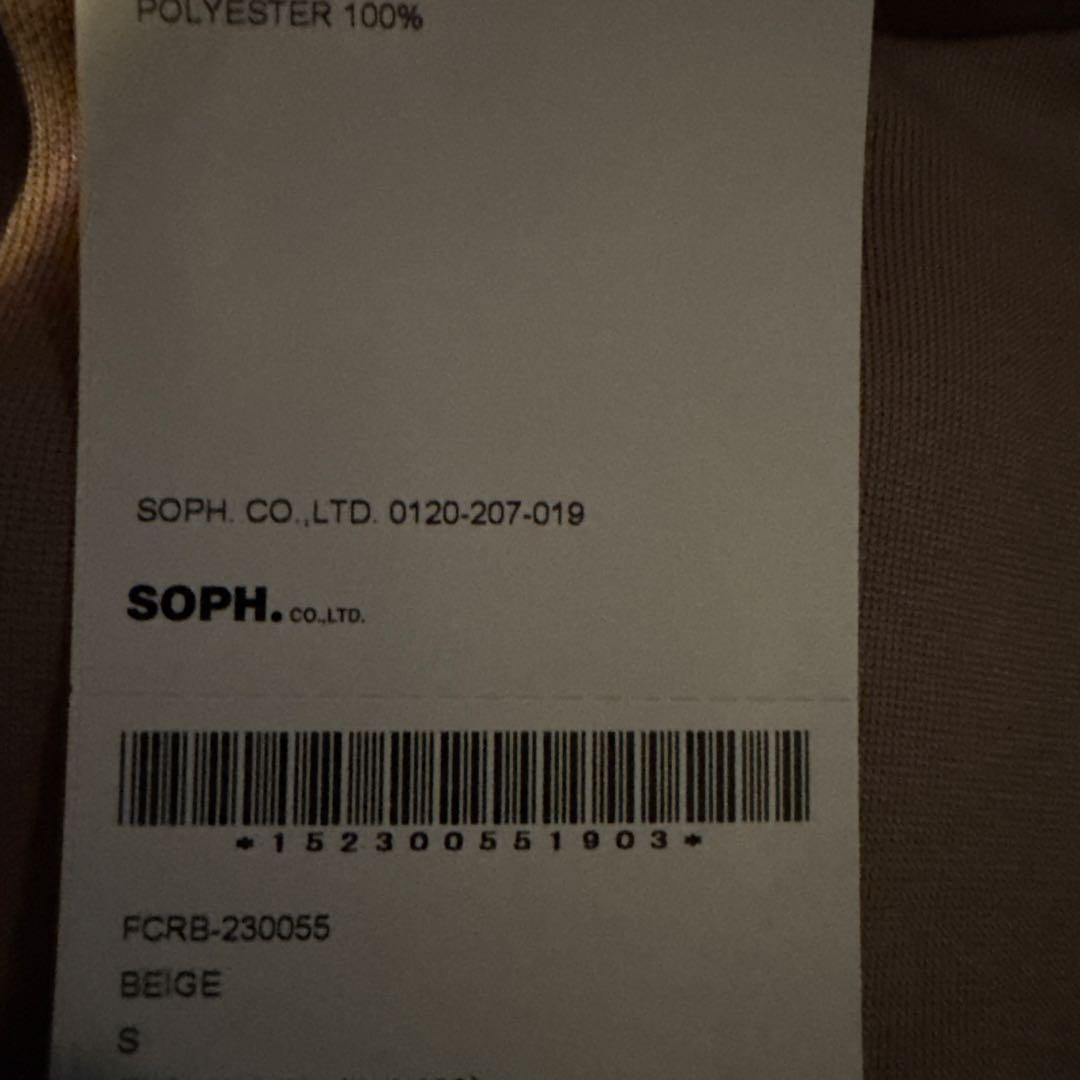 POLYESTER 100%
SOPH. CO.,LTD. 0120-207-019
SOPH. CO.,LTD.
*152300551903*
FCRB-230055
BEIGE
S